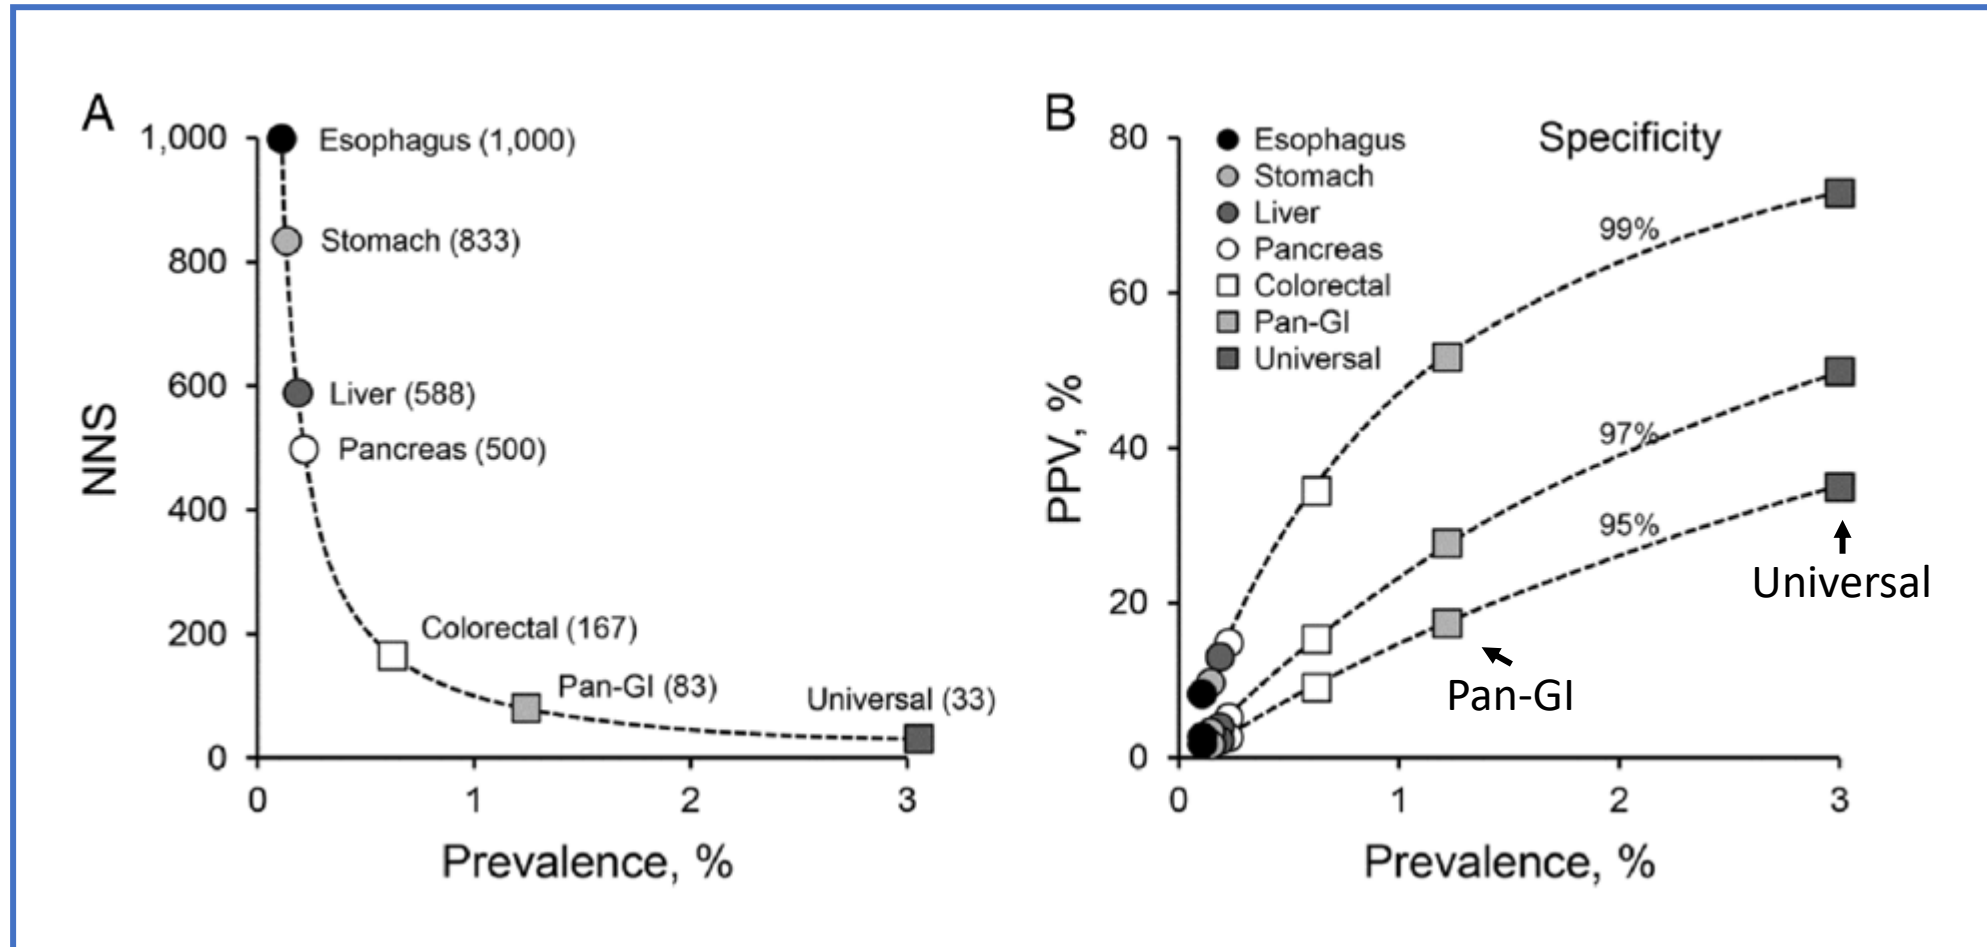 A
1,000
800
600
400
200
0
NNS
Esophagus (1,000)
Stomach (833)
Liver (588)
Pancreas (500)
Colorectal (167)
Pan-GI (83)
Universal (33)
0 1 2 3
Prevalence, %
B
80
60
40
20
0
PPV, %
Esophagus
Stomach
Liver
Pancreas
Colorectal
Pan-GI
Universal
Specificity
99%
97%
95%
Universal
Pan-GI
0 1 2 3
Prevalence, %